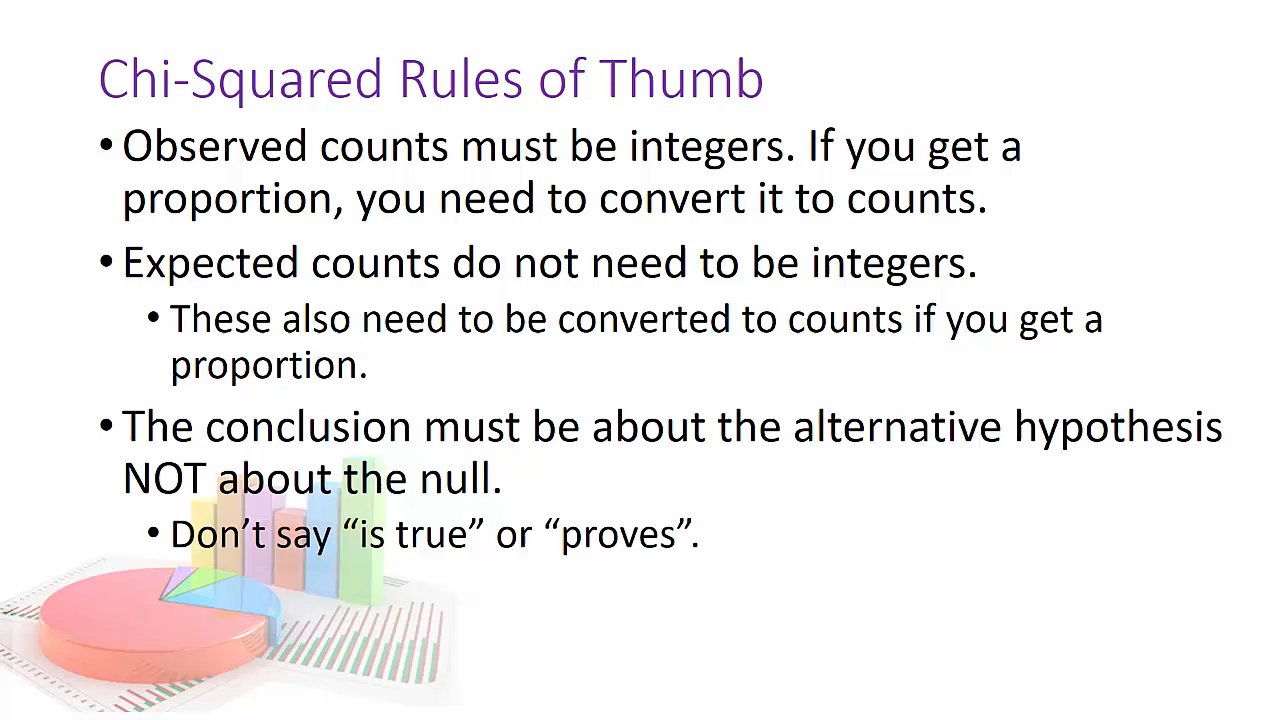 Chi-Squared Rules of Thumb
• Observed counts must be integers. If you get a
proportion, you need to convert it to counts.
• Expected counts do not need to be integers.
• These also need to be converted to counts if you get a
proportion.
• The conclusion must be about the alternative hypothesis
NOT about the null.
• Don’t say “is true” or “proves”.